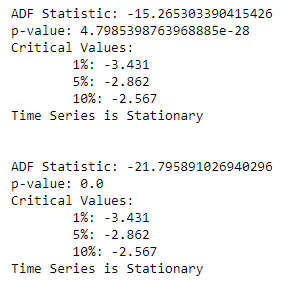 ADF Statistic: -15.265303390415426
p-value: 4.7985398763968885e-28
Critical Values:
1%: -3.431
5%: -2.862
10%: -2.567
Time Series is Stationary
ADF Statistic: -21.795891026940296
p-value: 0.0
Critical Values:
1%: -3.431
5%: -2.862
10%: -2.567
Time Series is Stationary